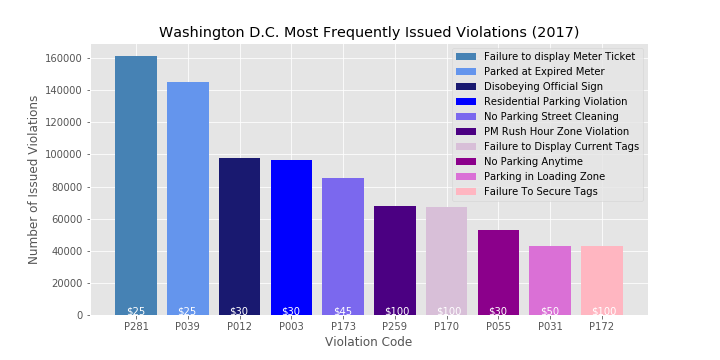 Washington D.C. Most Frequently Issued Violations (2017)
Number of Issued Violations
160000
140000
120000
100000
80000
60000
40000
20000
0
Failure to display Meter Ticket
Parked at Expired Meter
Disobeying Official Sign
Residential Parking Violation
No Parking Street Cleaning
PM Rush Hour Zone Violation
Failure to Display Current Tags
No Parking Anytime
Parking in Loading Zone
Failure To Secure Tags
$25 $25 $30 $30 $45 $100 $100 $30 $50 $100
P281 P039 P012 P003 P173 P259 P170 P055 P031 P172
Violation Code